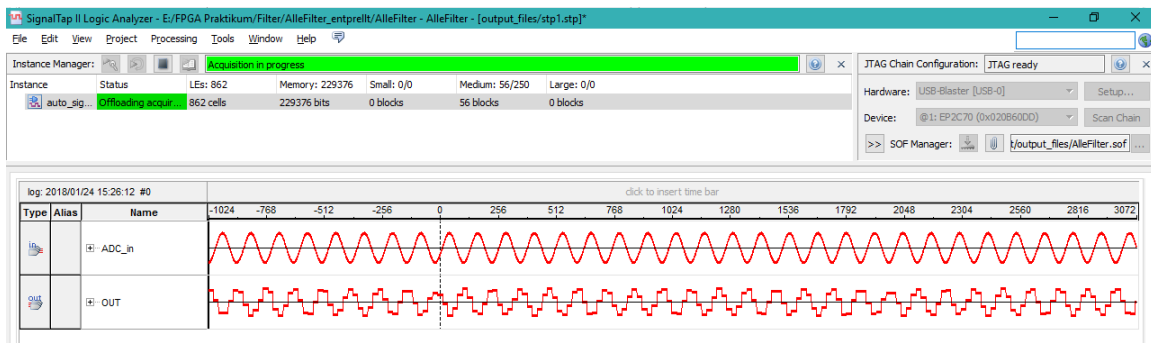 SignalTap II Logic Analyzer - E:/FPGA Praktikum/Filter/AlleFilter_entprellt/AlleFilter - AlleFilter - [output_files/stp1.stp]*
File Edit View Project Processing Tools Window Help
Instance Manager: Acquisition in progress
Instance Status LEs: 862 Memory: 229376 Small: 0/0 Medium: 56/250 Large: 0/0
auto_sig... Offloading acquir... 862 cells 229376 bits 0 blocks 56 blocks 0 blocks
JTAG Chain Configuration: JTAG ready
Hardware: USB-Blaster [USB-0] Setup...
Device: @1: EP2C70 (0x020B60DD) Scan Chain
>> SOF Manager: t/output_files/AlleFilter.sof ...
log: 2018/01/24 15:26:12 #0 click to insert time bar
Type Alias Name -1024 -768 -512 -256 0 256 512 768 1024 1280 1536 1792 2048 2304 2560 2816 3072
in ADC_in
out OUT